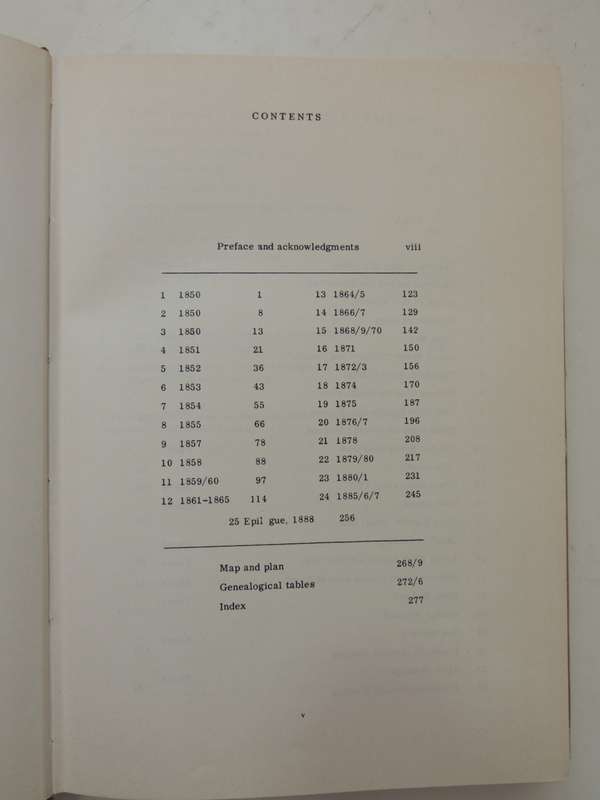 CONTENTS
Preface and acknowledgments viii
1 1850 1 13 1864/5 123
2 1850 8 14 1866/7 129
3 1850 13 15 1868/9/70 142
4 1851 21 16 1871 150
5 1852 36 17 1872/3 156
6 1853 43 18 1874 170
7 1854 55 19 1875 187
8 1855 66 20 1876/7 196
9 1857 78 21 1878 208
10 1858 88 22 1879/80 217
11 1859/60 97 23 1880/1 231
12 1861-1865 114 24 1885/6/7 245
25 Epil gue, 1888 256
Map and plan 268/9
Genealogical tables 272/6
Index 277
v